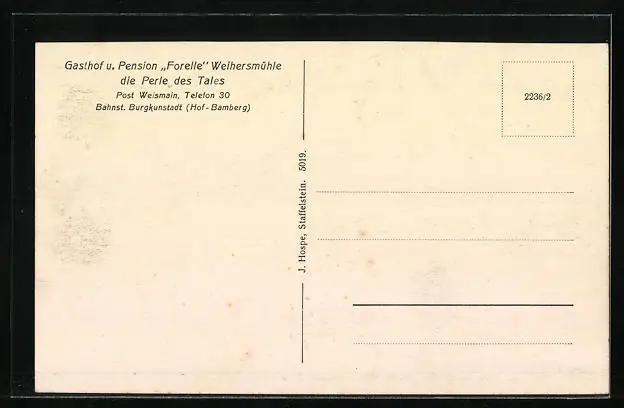 Gasthof u. Pension „Forelle" Weihersmühle
die Perle des Tales
Post Weismain, Telefon 30
Bahnst. Burgkunstadt (Hof-Bamberg)
J. Hospe, Staffelstein. 5019.
2236/2